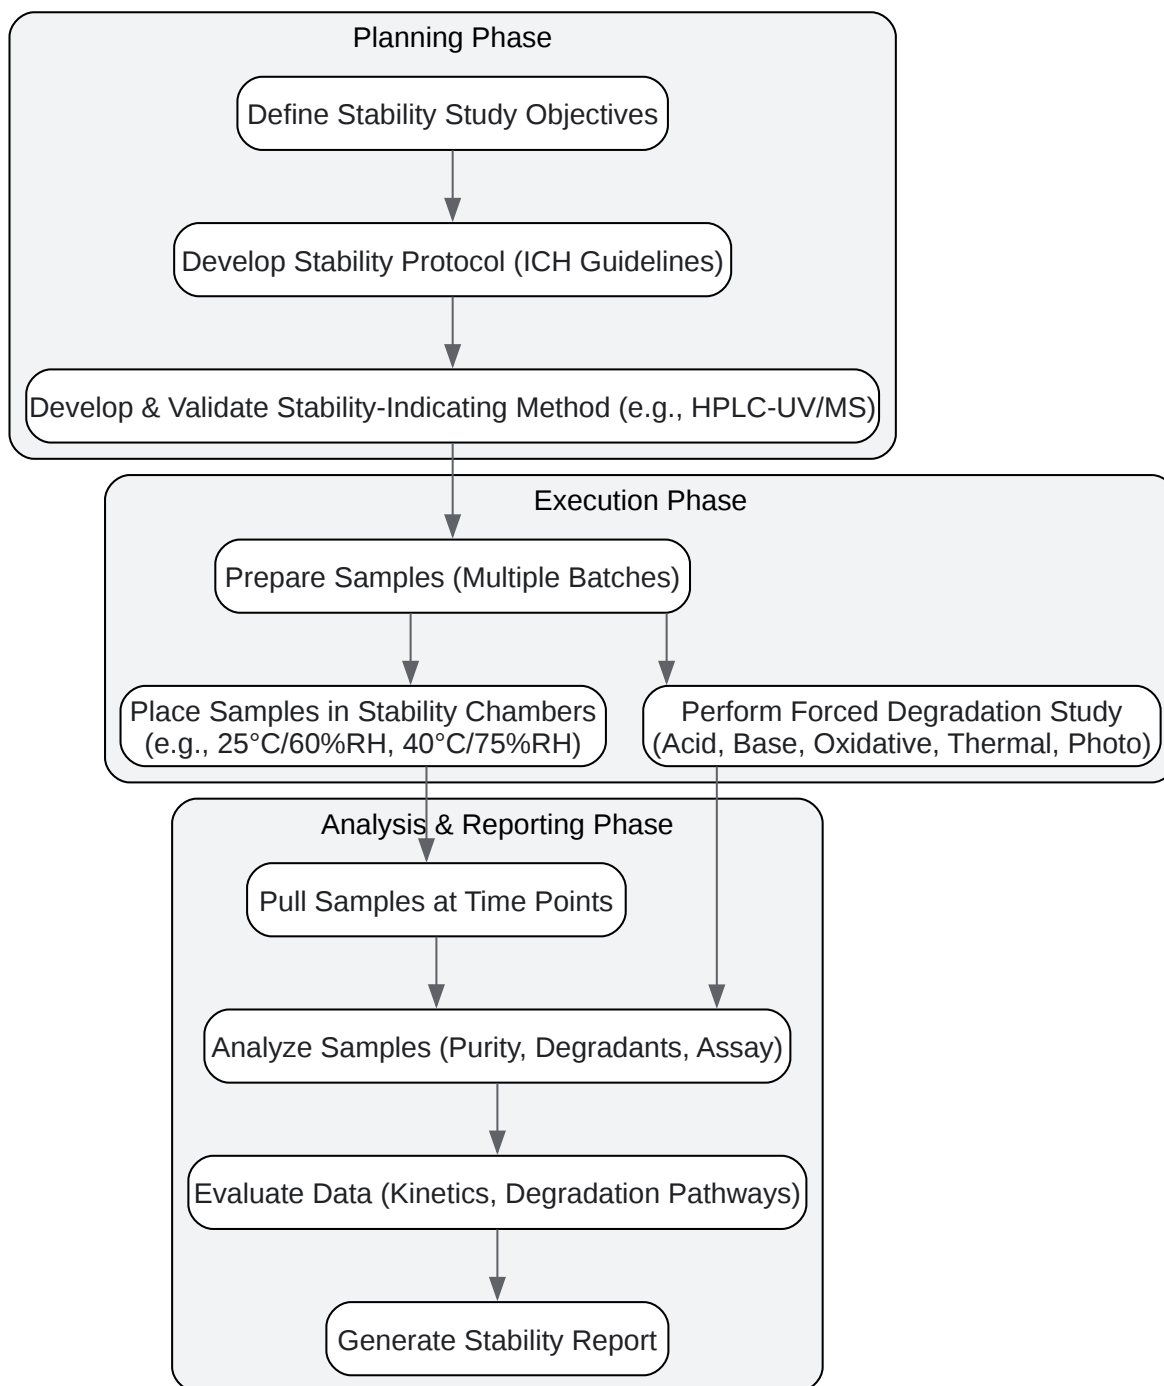 Planning Phase
Define Stability Study Objectives
Develop Stability Protocol (ICH Guidelines)
Develop & Validate Stability-Indicating Method (e.g., HPLC-UV/MS)
Execution Phase
Prepare Samples (Multiple Batches)
Place Samples in Stability Chambers
(e.g., 25°C/60%RH, 40°C/75%RH)
Perform Forced Degradation Study
(Acid, Base, Oxidative, Thermal, Photo)
Analysis & Reporting Phase
Pull Samples at Time Points
Analyze Samples (Purity, Degradants, Assay)
Evaluate Data (Kinetics, Degradation Pathways)
Generate Stability Report